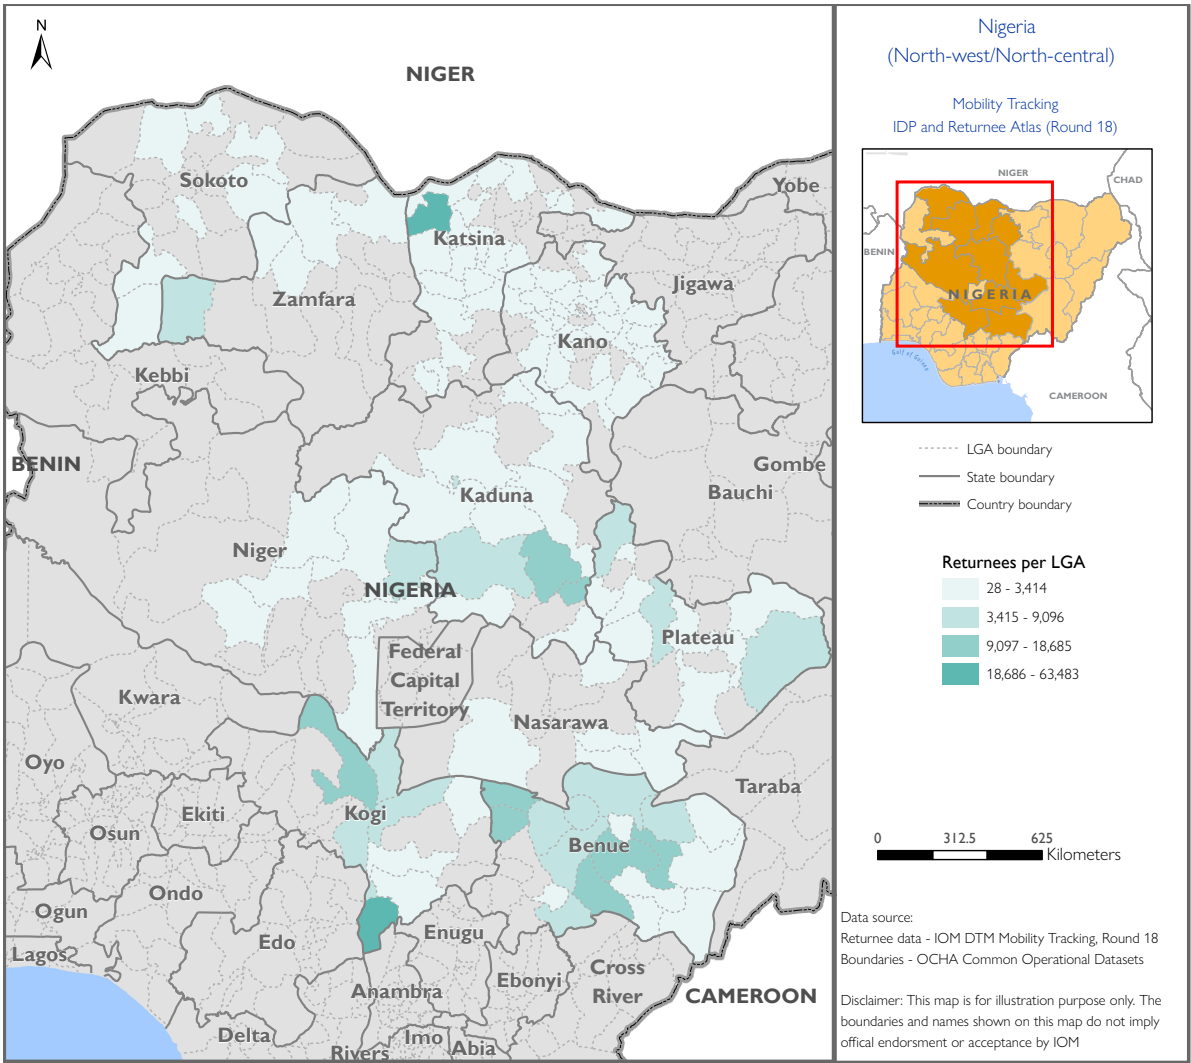 N
NIGER
Sokoto
Yobe
Katsina
Jigawa
Zamfara
Kano
Kebbi
BENIN
Gombe
Bauchi
Kaduna
Niger
NIGERIA
Plateau
Federal
Capital
Territory
Kwara
Nasarawa
Oyo
Taraba
Ekiti
Kogi
Osun
Benue
Ondo
Ogun
Edo
Enugu
Lagos
Ebonyi
Cross
River
Anambra
CAMEROON
Delta
Imo
Abia
Rivers
Nigeria
(North-west/North-central)
Mobility Tracking
IDP and Returnee Atlas (Round 18)
NIGER
CHAD
BENIN
NIGERIA
Gulf of Guinea
CAMEROON
LGA boundary
State boundary
Country boundary
Returnees per LGA
28 - 3,414
3,415 - 9,096
9,097 - 18,685
18,686 - 63,483
0 312.5 625
Kilometers
Data source:
Returnee data - IOM DTM Mobility Tracking, Round 18
Boundaries - OCHA Common Operational Datasets
Disclaimer: This map is for illustration purpose only. The
boundaries and names shown on this map do not imply
offical endorsment or acceptance by IOM